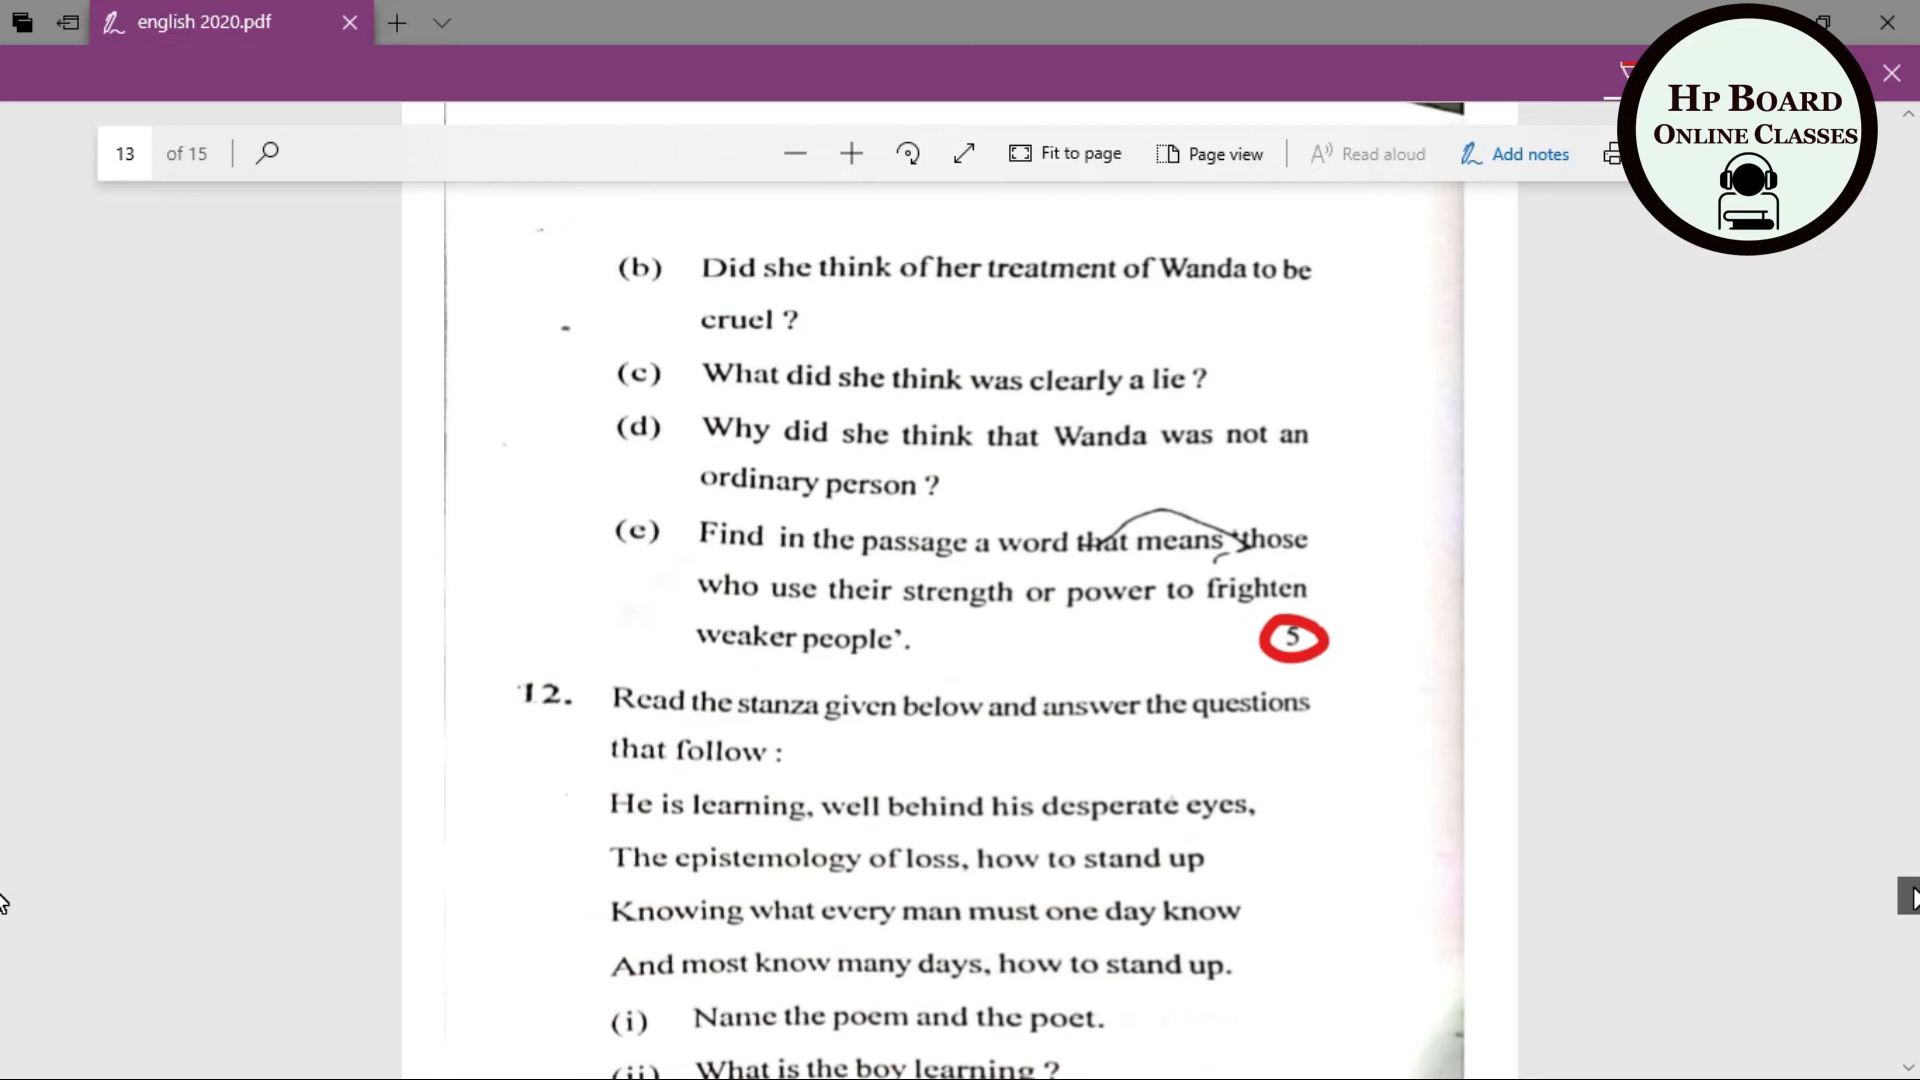 english 2020.pdf
HP BOARD
ONLINE CLASSES
13 of 15
Fit to page
Page view
Read aloud
Add notes
(b) Did she think of her treatment of Wanda to be
cruel ?
(c) What did she think was clearly a lie ?
(d) Why did she think that Wanda was not an
ordinary person ?
(e) Find in the passage a word that means 'those
who use their strength or power to frighten
weaker people'.
5
12. Read the stanza given below and answer the questions
that follow :
He is learning, well behind his desperate eyes,
The epistemology of loss, how to stand up
Knowing what every man must one day know
And most know many days, how to stand up.
(i) Name the poem and the poet.
(ii) What is the boy learning ?